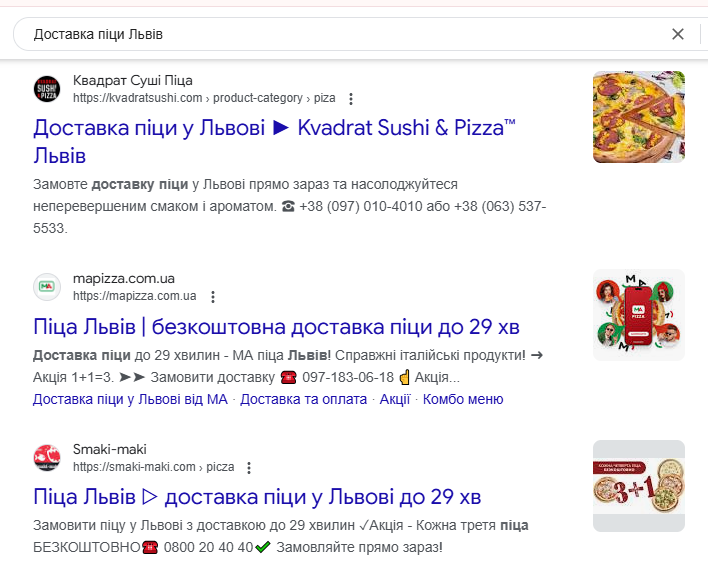 Доставка піци Львів
Квадрат Суші Піца
https://kvadratsushi.com › product-category › piza
Доставка піци у Львові ► Kvadrat Sushi & Pizza™
Львів
Замовте доставку піци у Львові прямо зараз та насолоджуйтеся
неперевершеним смаком і ароматом. ☎ +38 (097) 010-4010 або +38 (063) 537-
5533.
mapizza.com.ua
https://mapizza.com.ua
Піца Львів | безкоштовна доставка піци до 29 хв
Доставка піци до 29 хвилин - МА піца Львів! Справжні італійські продукти! ➜
Акція 1+1=3. ➤➤ Замовити доставку ☎️ 097-183-06-18 ☝Акція...
Доставка піци у Львові від МА · Доставка та оплата · Акції · Комбо меню
MA
PIZZA
Smaki-maki
https://smaki-maki.com › picza
Піца Львів ▷ доставка піци у Львові до 29 хв
Замовити піцу у Львові з доставкою до 29 хвилин ✓Акція - Кожна третя піца
БЕЗКОШТОВНО☎️ 0800 20 40 40✔️ Замовляйте прямо зараз!
КОЖНА ЧЕТВЕРТА ПІЦА
БЕЗКОШТОВНО
3+1